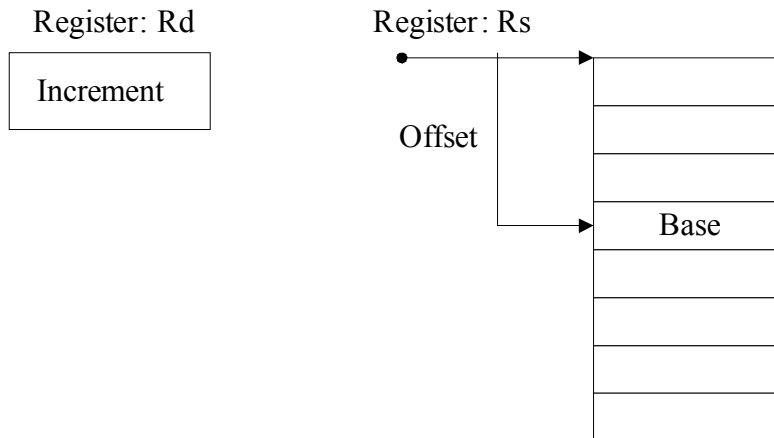 Register: Rd
Register: Rs
Increment
Offset
Base